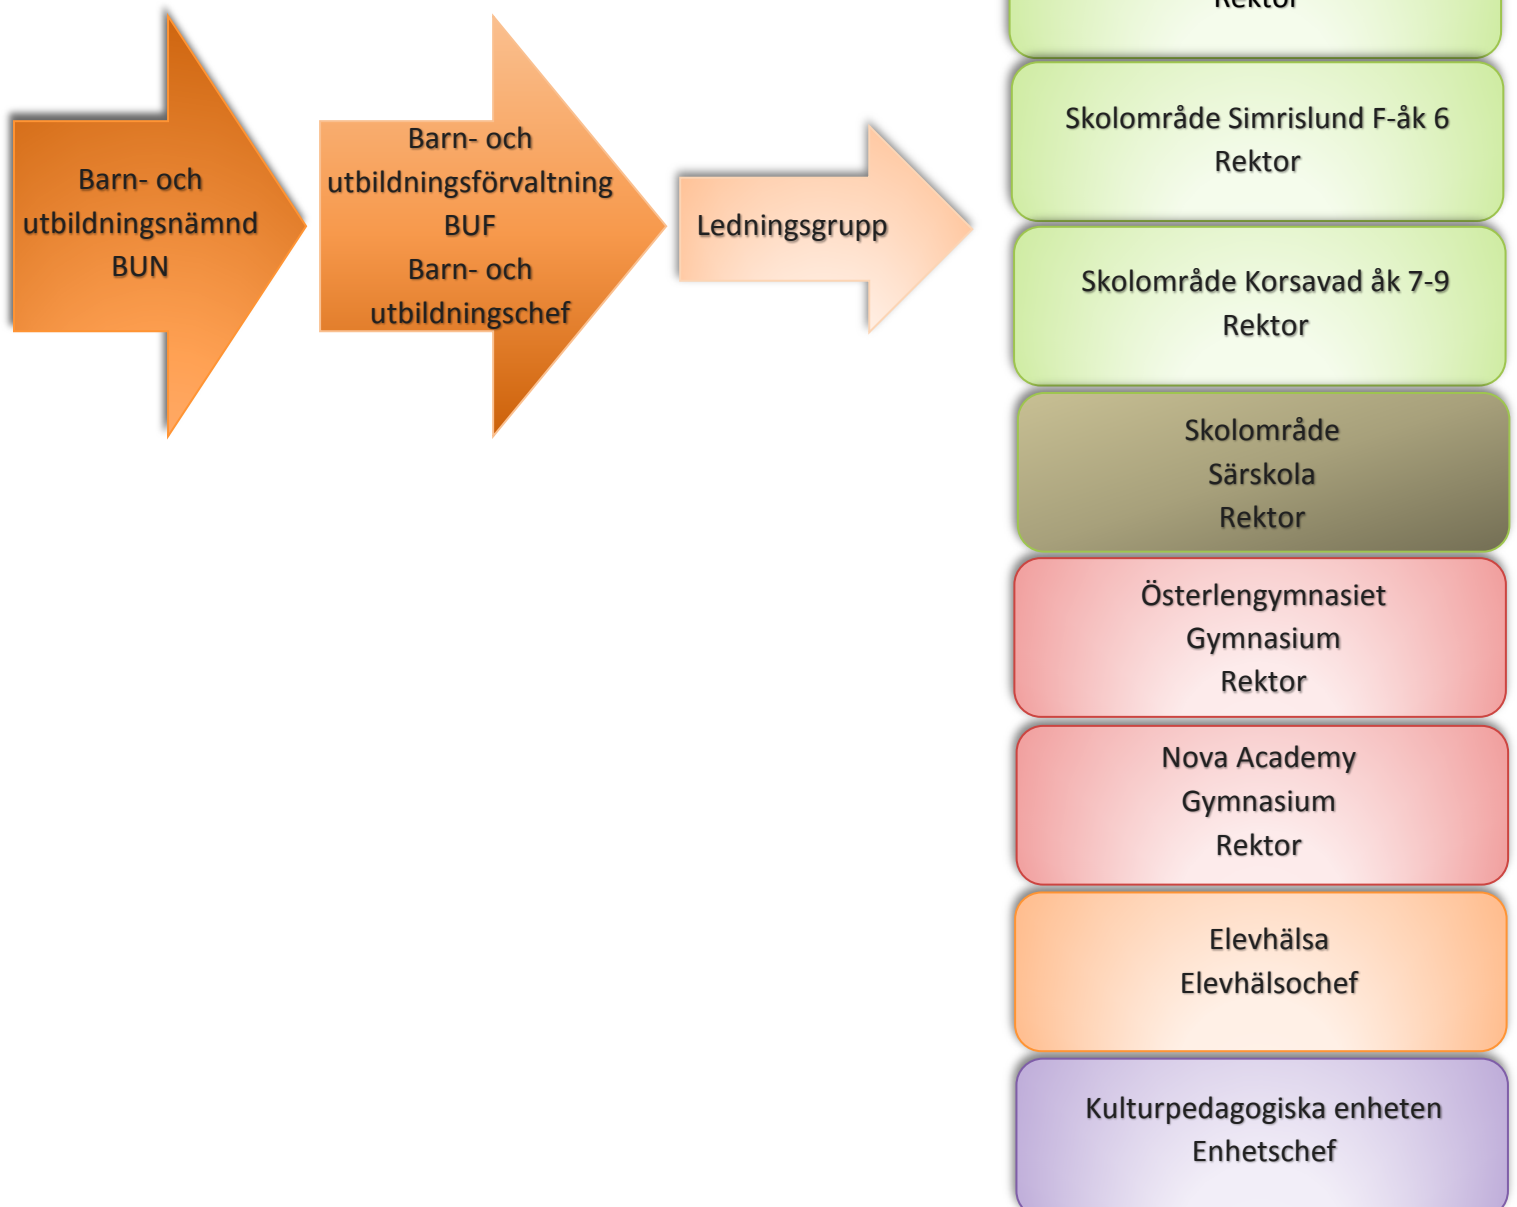 Barn- och
utbildningsnämnd
BUN
Barn- och
utbildningsförvaltning
BUF
Barn- och
utbildningschef
Ledningsgrupp
Rektor
Skolområde Simrislund F-åk 6
Rektor
Skolområde Korsavad åk 7-9
Rektor
Skolområde
Särskola
Rektor
Österlengymnasiet
Gymnasium
Rektor
Nova Academy
Gymnasium
Rektor
Elevhälsa
Elevhälsochef
Kulturpedagogiska enheten
Enhetschef